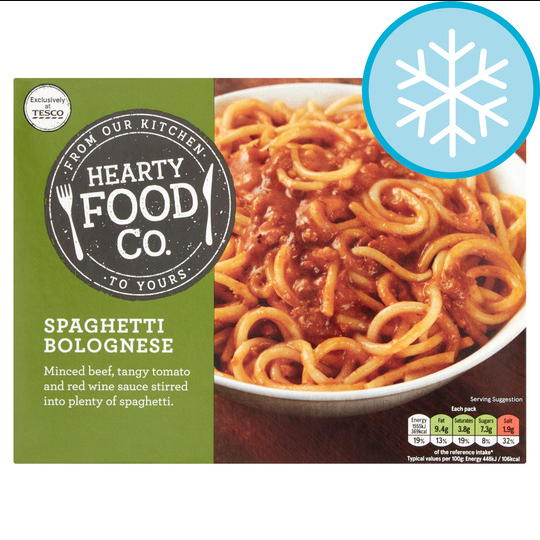 Exclusively
at
TESCO
FROM OUR KITCHEN
HEARTY
FOOD
Co.
TO YOURS
SPAGHETTI
BOLOGNESE
Minced beef, tangy tomato
and red wine sauce stirred
into plenty of spaghetti.
Serving Suggestion
Each pack
Energy Fat Saturates Sugars Salt
1555kJ 9.4g 3.8g 7.3g 1.9g
369kcal
19% 13% 19% 8% 32%
of the reference intake*
Typical values per 100g: Energy 448kJ / 106kcal